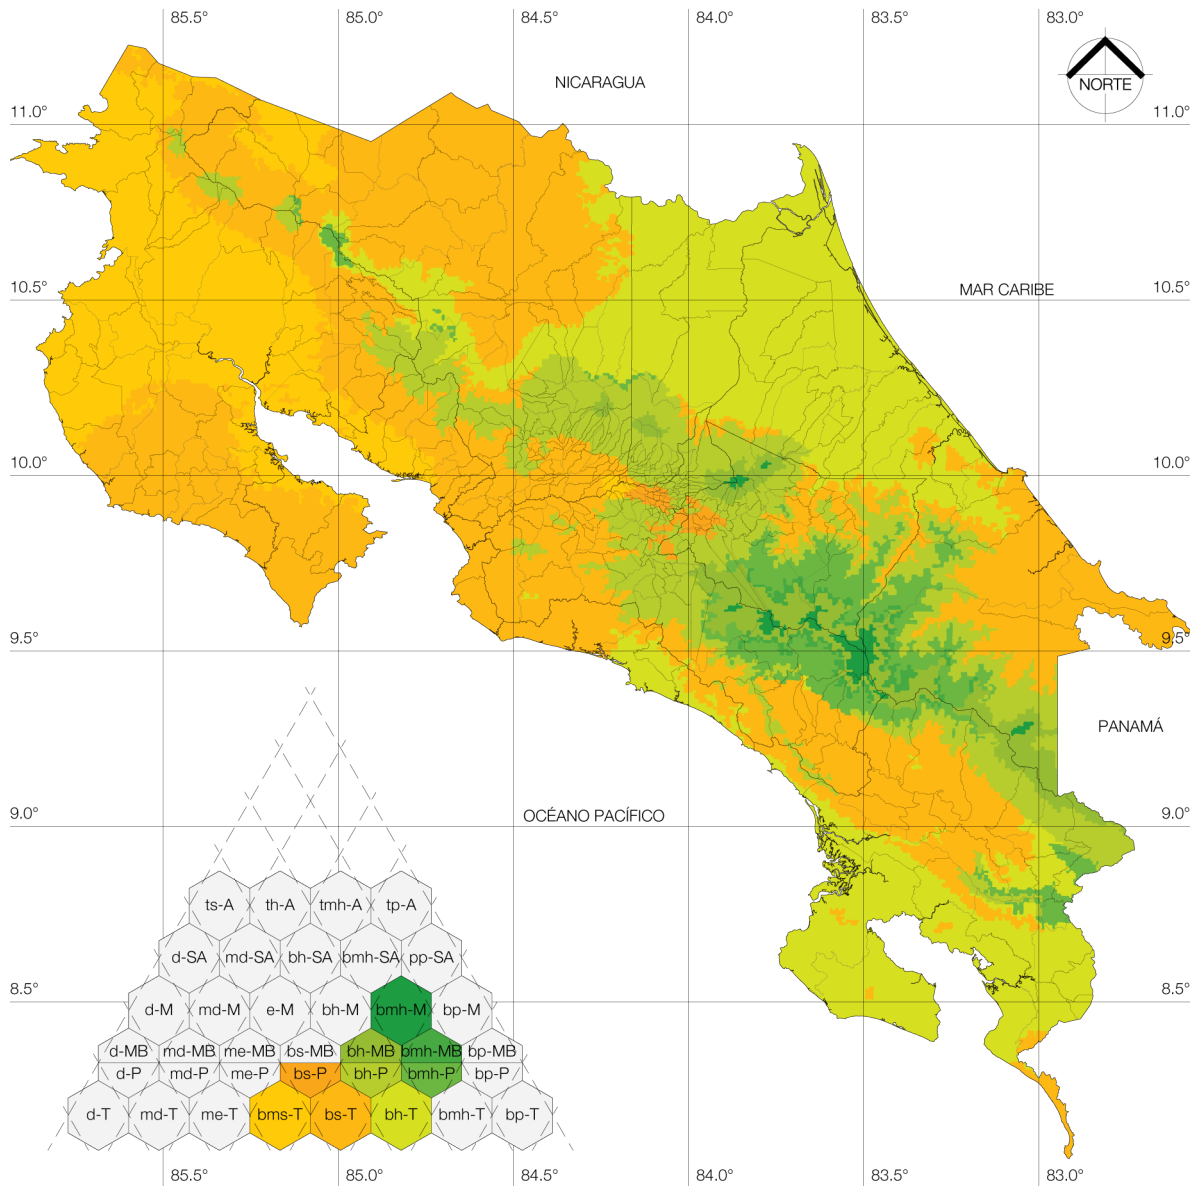 85.5°
85.0°
84.5°
84.0°
83.5°
83.0°
NICARAGUA
NORTE
11.0°
11.0°
10.5°
MAR CARIBE
10.5°
10.0°
10.0°
9.5°
9.5°
PANAMÁ
OCÉANO PACÍFICO
9.0°
9.0°
ts-A
th-A
tmh-A
tp-A
d-SA
md-SA
bh-SA
bmh-SA
pp-SA
8.5°
8.5°
d-M
md-M
e-M
bh-M
bmh-M
bp-M
d-MB
md-MB
me-MB
bs-MB
bh-MB
bmh-MB
bp-MB
d-P
md-P
me-P
bs-P
bh-P
bmh-P
bp-P
d-T
md-T
me-T
bms-T
bs-T
bh-T
bmh-T
bp-T
85.5°
85.0°
84.5°
84.0°
83.5°
83.0°